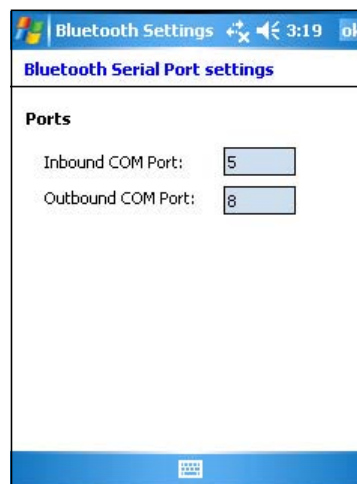 Bluetooth Settings 3:19 ok
Bluetooth Serial Port settings
Ports
Inbound COM Port: 5
Outbound COM Port: 8